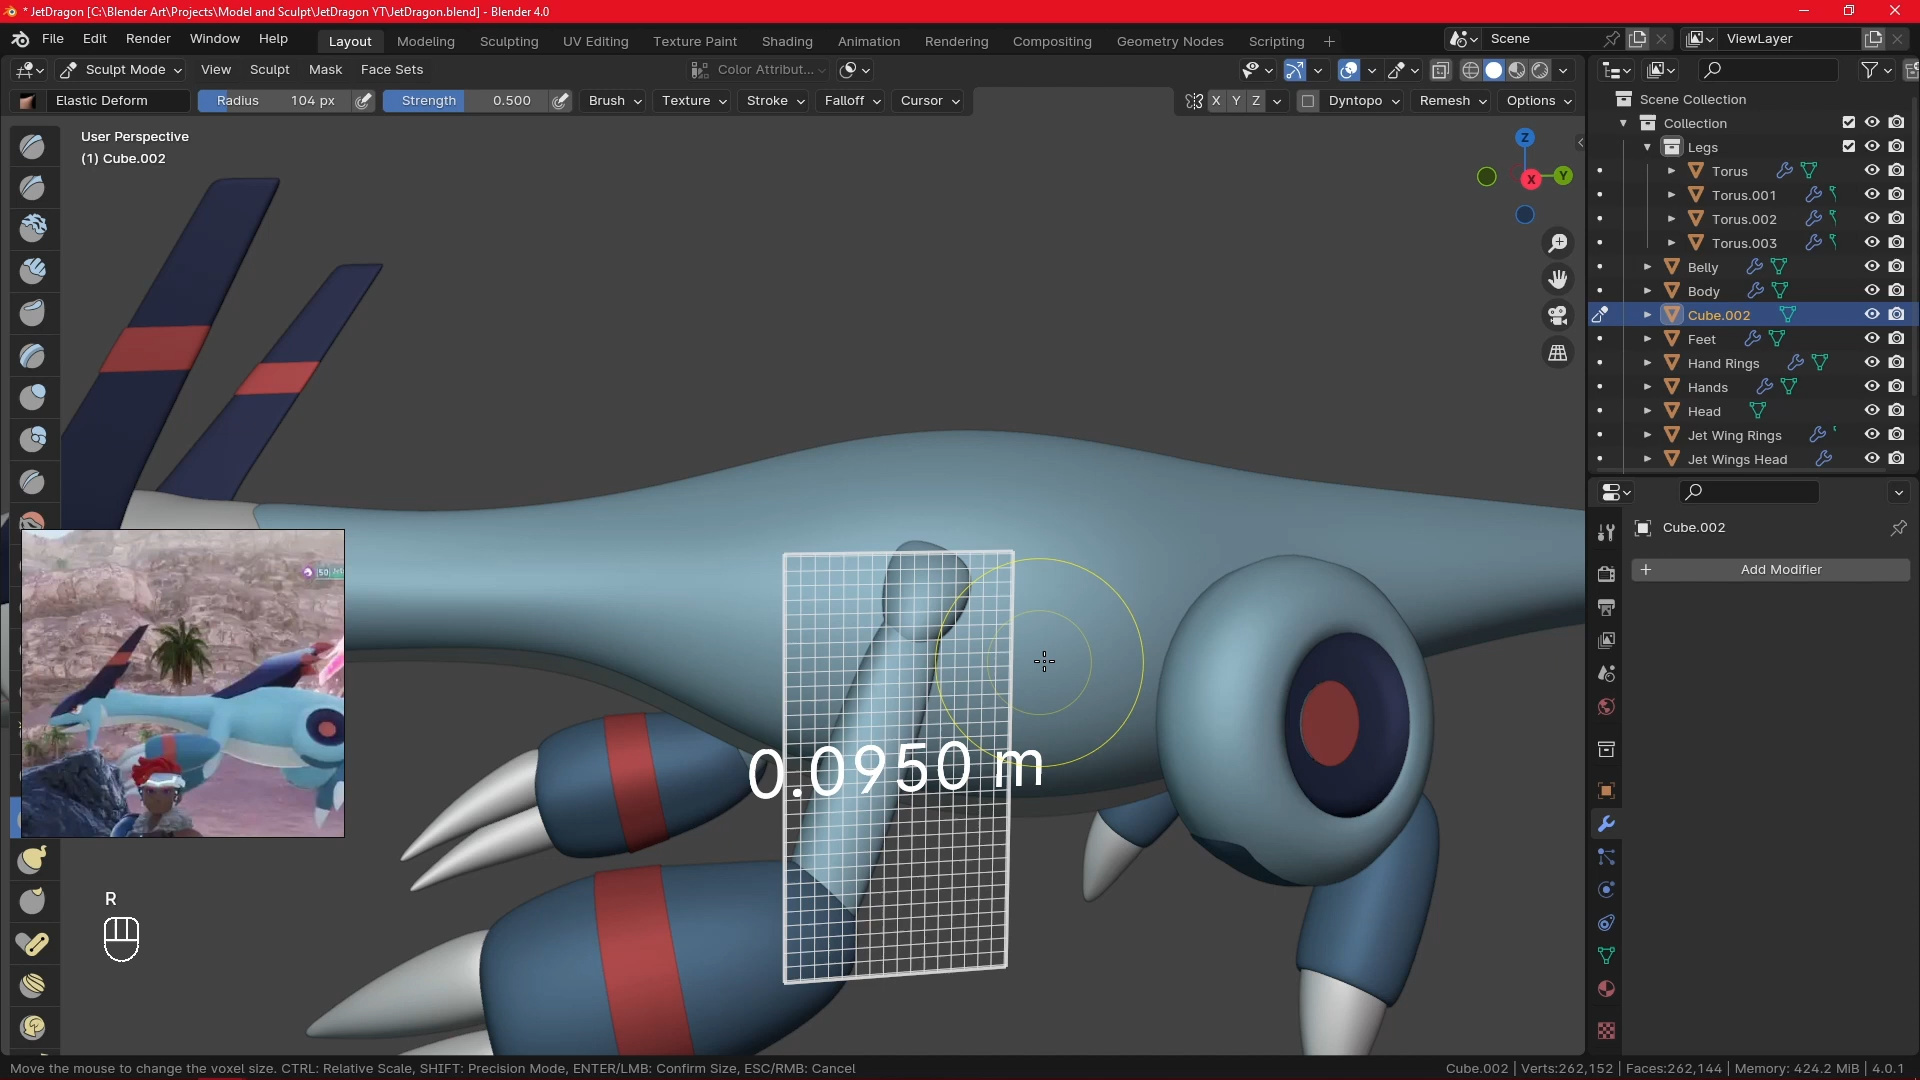 * JetDragon [C:\Blender Art\Projects\Model and Sculpt\JetDragon YT\JetDragon.blend] - Blender 4.0
File Edit Render Window Help
Layout Modeling Sculpting UV Editing Texture Paint Shading Animation Rendering Compositing Geometry Nodes Scripting +
Scene
ViewLayer
Sculpt Mode View Sculpt Mask Face Sets
Color Attribut...
Elastic Deform Radius 104 px Strength 0.500 Brush Texture Stroke Falloff Cursor
X Y Z Dyntopo Remesh Options
User Perspective
(1) Cube.002
Z
X
Y
Scene Collection
Collection
Legs
Torus
Torus.001
Torus.002
Torus.003
Belly
Body
Cube.002
Feet
Hand Rings
Hands
Head
Jet Wing Rings
Jet Wings Head
Cube.002
+ Add Modifier
0.0950 m
R
Move the mouse to change the voxel size. CTRL: Relative Scale, SHIFT: Precision Mode, ENTER/LMB: Confirm Size, ESC/RMB: Cancel
Cube.002 | Verts:262,152 | Faces:262,144 | Memory: 424.2 MiB | 4.0.1